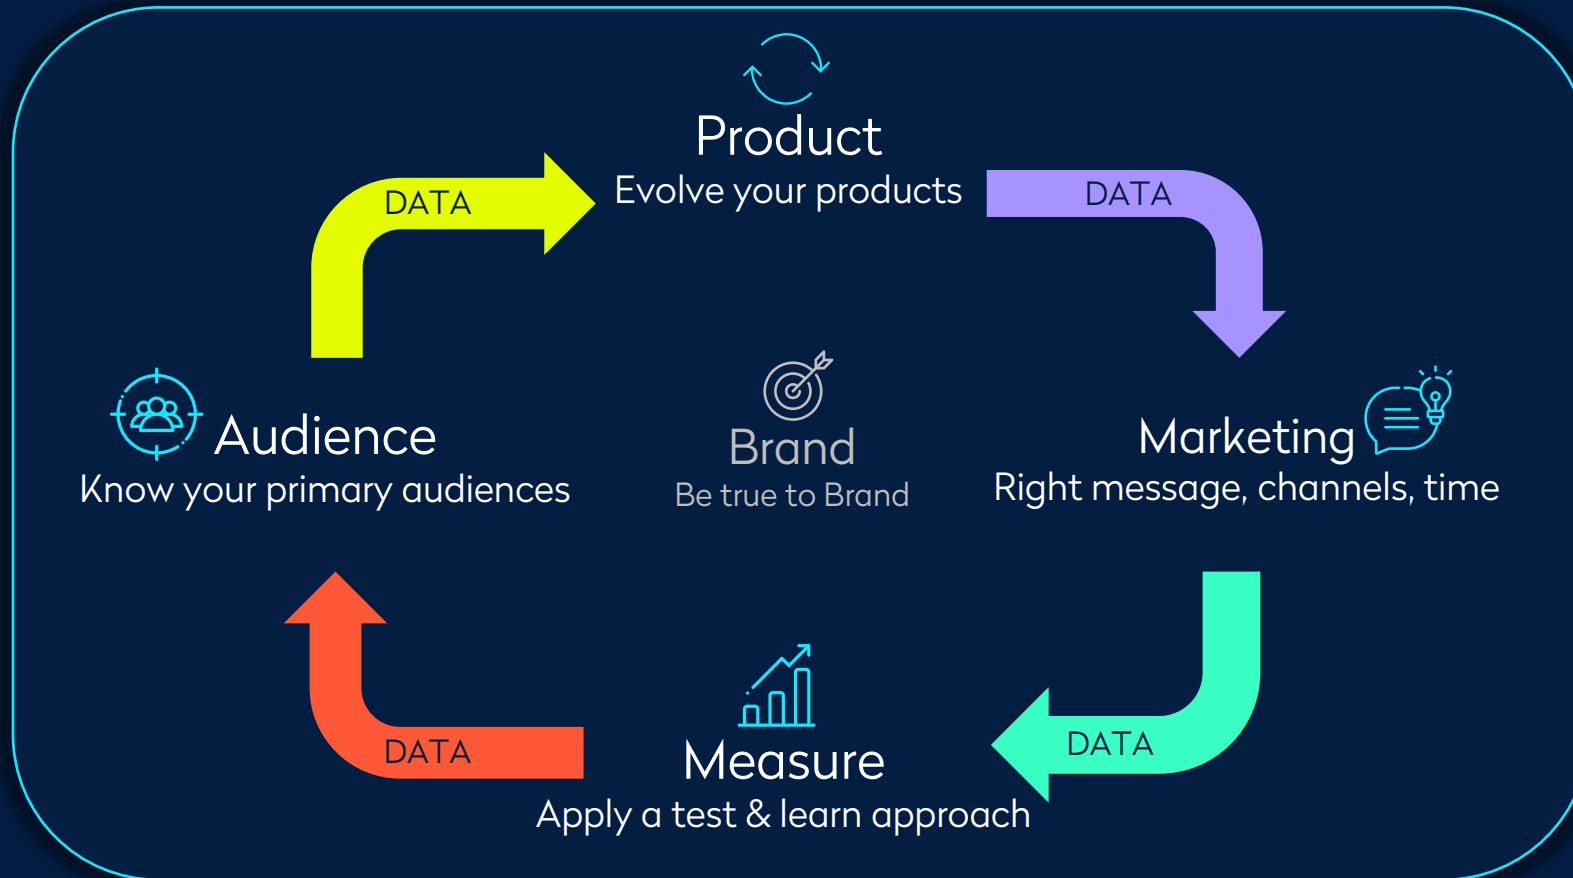 Product
Evolve your products
DATA
DATA
Audience
Know your primary audiences
Brand
Be true to Brand
Marketing
Right message, channels, time
DATA
DATA
Measure
Apply a test & learn approach